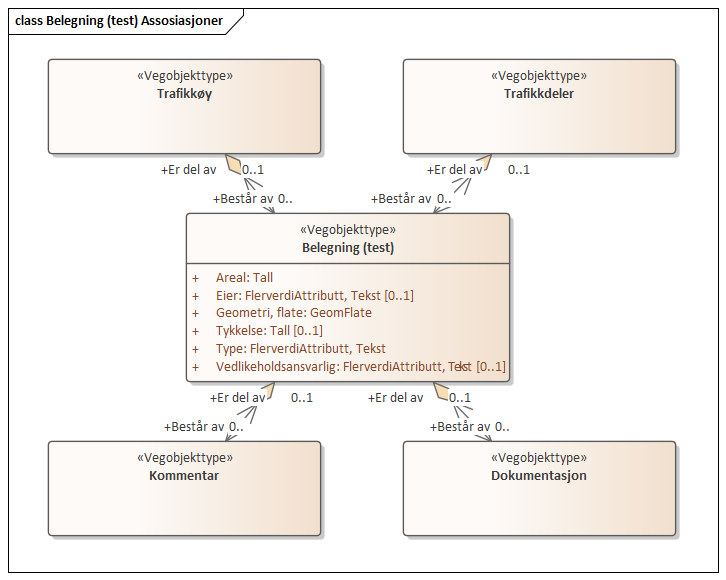 class Belegning (test) Assosiasjoner
«Vegobjekttype»
Trafikkøy
«Vegobjekttype»
Trafikkdeler
+Er del av 0..1
+Består av 0..
+Er del av 0..1
+Består av 0..
«Vegobjekttype»
Belegning (test)
+ Areal: Tall
+ Eier: FlerverdiAttributt, Tekst [0..1]
+ Geometri, flate: GeomFlate
+ Tykkelse: Tall [0..1]
+ Type: FlerverdiAttributt, Tekst
+ Vedlikeholdsansvarlig: FlerverdiAttributt, Tekst [0..1]
+Er del av 0..1
+Består av 0..
+Er del av 0..1
+Består av 0..
«Vegobjekttype»
Kommentar
«Vegobjekttype»
Dokumentasjon